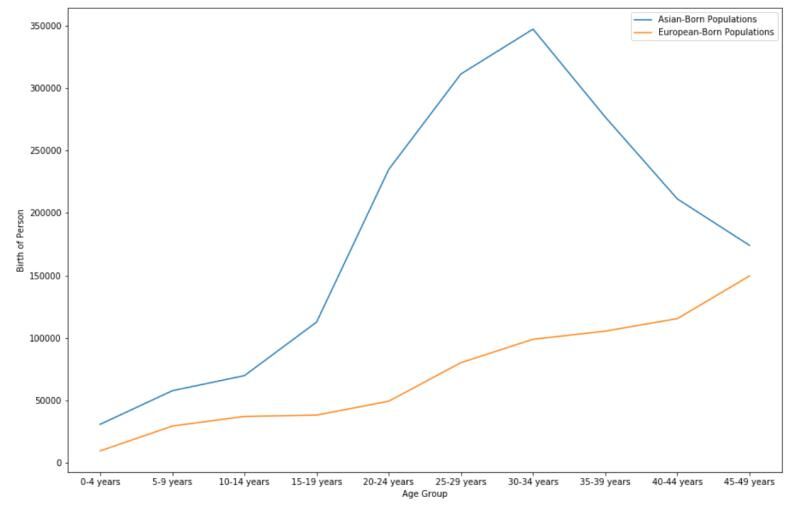 Asian-Born Populations
European-Born Populations
350000
300000
250000
200000
150000
100000
50000
0
Birth of Person
0-4 years 5-9 years 10-14 years 15-19 years 20-24 years 25-29 years 30-34 years 35-39 years 40-44 years 45-49 years
Age Group